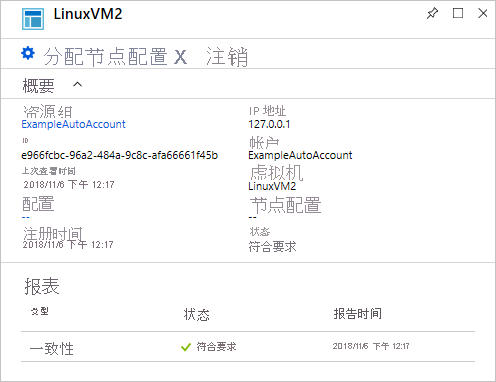 LinuxVM2
分配节点配置 X 注销
概要
资源组
ExampleAutoAccount
ID
e966fcbc-96a2-484a-9c8c-afa66661f45b
上次查看时间
2018/11/6 下午 12:17
配置
--
注册时间
2018/11/6 下午 12:17
IP 地址
127.0.0.1
帐户
ExampleAutoAccount
虚拟机
LinuxVM2
节点配置
--
状态
符合要求
报表
类型 状态 报告时间
一致性 符合要求 2018/11/6 下午 12:17